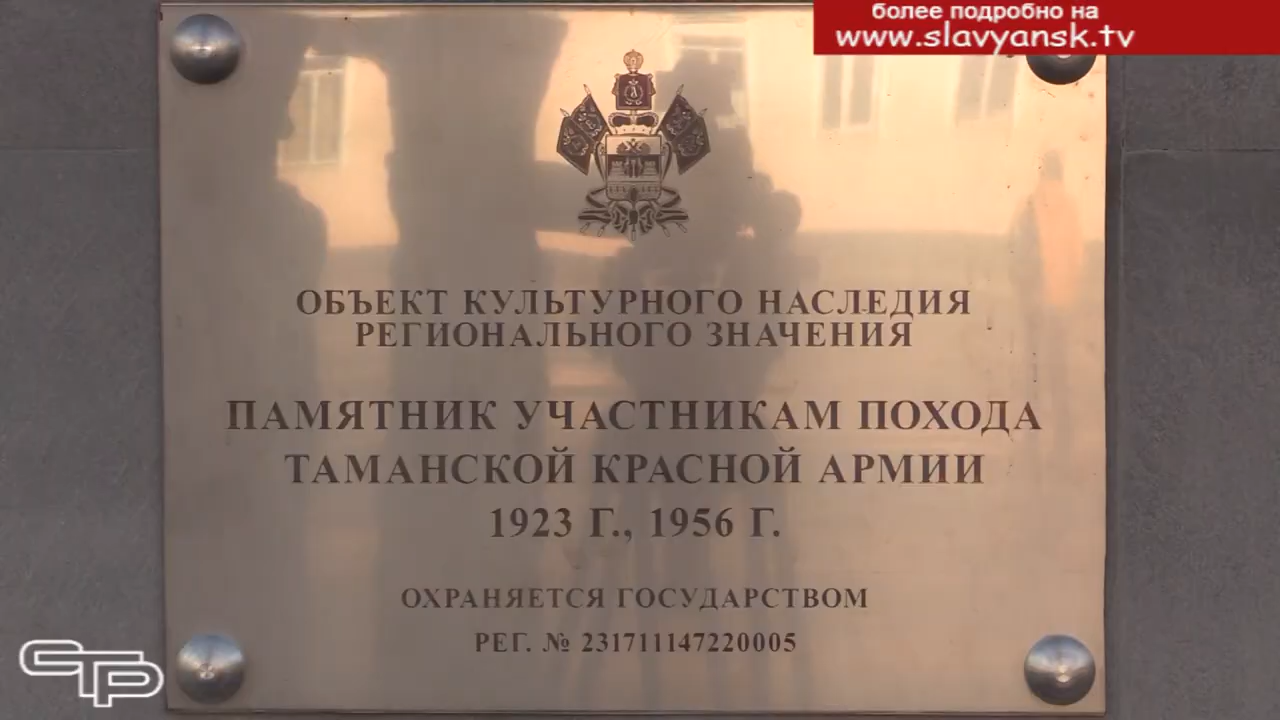 более подробно на
www.slavyansk.tv
ОБЪЕКТ КУЛЬТУРНОГО НАСЛЕДИЯ
РЕГИОНАЛЬНОГО ЗНАЧЕНИЯ
ПАМЯТНИК УЧАСТНИКАМ ПОХОДА
ТАМАНСКОЙ КРАСНОЙ АРМИИ
1923 Г., 1956 Г.
ОХРАНЯЕТСЯ ГОСУДАРСТВОМ
РЕГ. № 231711147220005
СТР